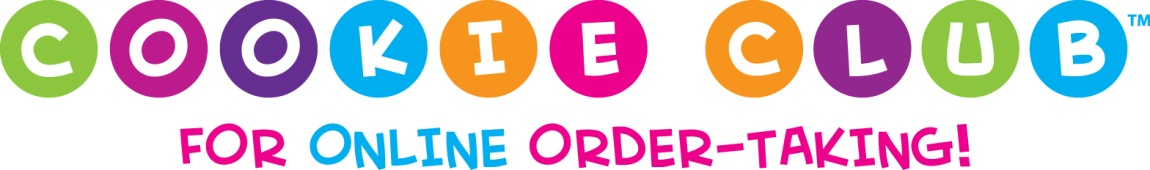 COOKIE CLUB™
FOR ONLINE ORDER-TAKING!